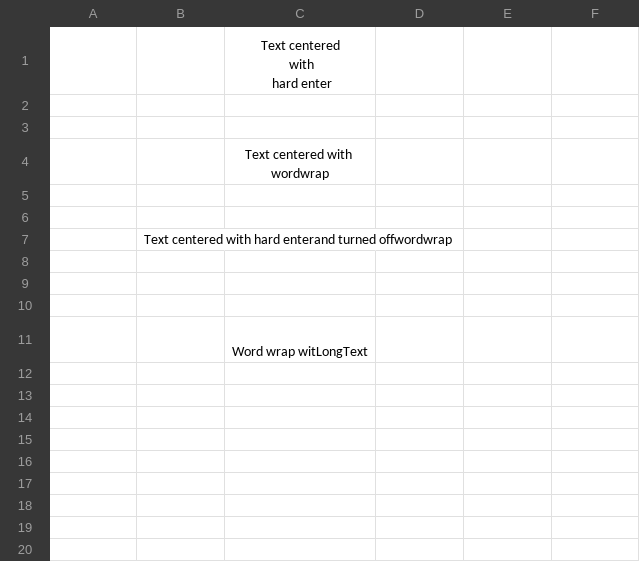 A B C D E F
1 Text centered
with
hard enter
2
3
4 Text centered with
wordwrap
5
6
7 Text centered with hard enterand turned offwordwrap
8
9
10
11 Word wrap witLongText
12
13
14
15
16
17
18
19
20